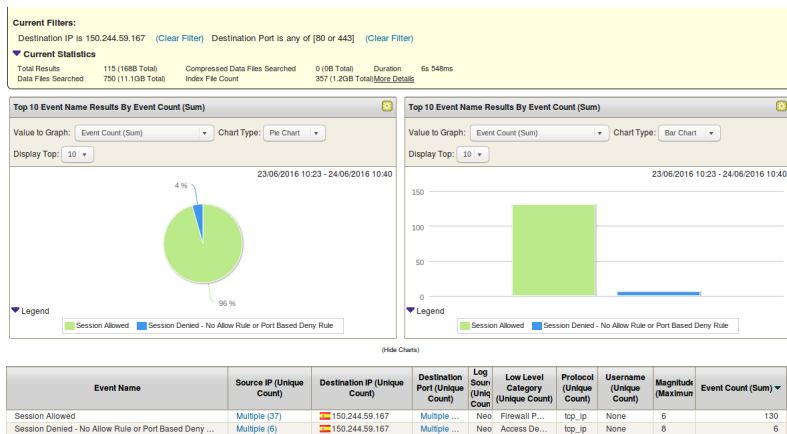 Current Filters:
Destination IP is 150.244.59.167 (Clear Filter) Destination Port is any of [80 or 443] (Clear Filter)
Current Statistics
Total Results 115 (168B Total) Compressed Data Files Searched 0 (0B Total) Duration 6s 548ms
Data Files Searched 750 (11.1GB Total) Index File Count 357 (1.2GB Total) More Details
Top 10 Event Name Results By Event Count (Sum)
Value to Graph: Event Count (Sum) Chart Type: Pie Chart
Display Top: 10
23/06/2016 10:23 - 24/06/2016 10:40
4 %
96 %
Legend
Session Allowed Session Denied - No Allow Rule or Port Based Deny Rule
Top 10 Event Name Results By Event Count (Sum)
Value to Graph: Event Count (Sum) Chart Type: Bar Chart
Display Top: 10
23/06/2016 10:23 - 24/06/2016 10:40
150
100
50
0
Legend
Session Allowed Session Denied - No Allow Rule or Port Based Deny Rule
(Hide Charts)
Event Name Source IP (Unique Count) Destination IP (Unique Count) Destination Port (Unique Count) Log Sour (Uniq Coun Low Level Category (Unique Count) Protocol (Unique Count) Username (Unique Count) Magnitude (Maximum Event Count (Sum)
Session Allowed Multiple (37) 150.244.59.167 Multiple ... Neo Firewall P... tcp_ip None 6 130
Session Denied - No Allow Rule or Port Based Deny ... Multiple (6) 150.244.59.167 Multiple ... Neo Access De... tcp_ip None 8 6